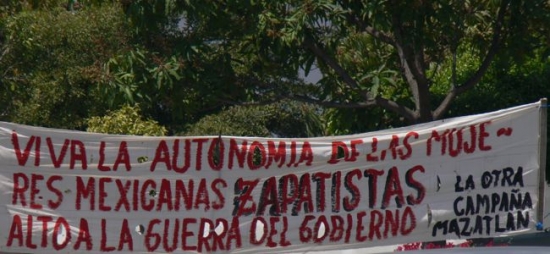 VIVA LA AUTONOMIA DE LAS MUJE~
RES MEXICANAS ZAPATISTAS
ALTO A LA GUERRA DEL GOBIERNO
LA OTRA
CAMPAÑA
MAZATLAN